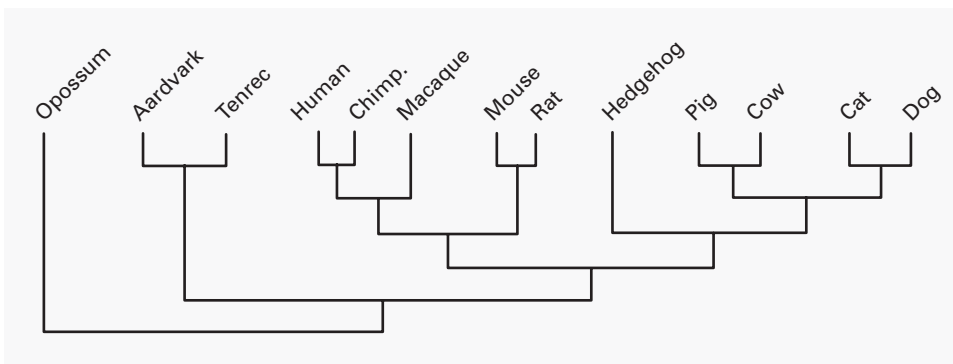 Opossum
Aardvark
Tenrec
Human
Chimp.
Macaque
Mouse
Rat
Hedgehog
Pig
Cow
Cat
Dog